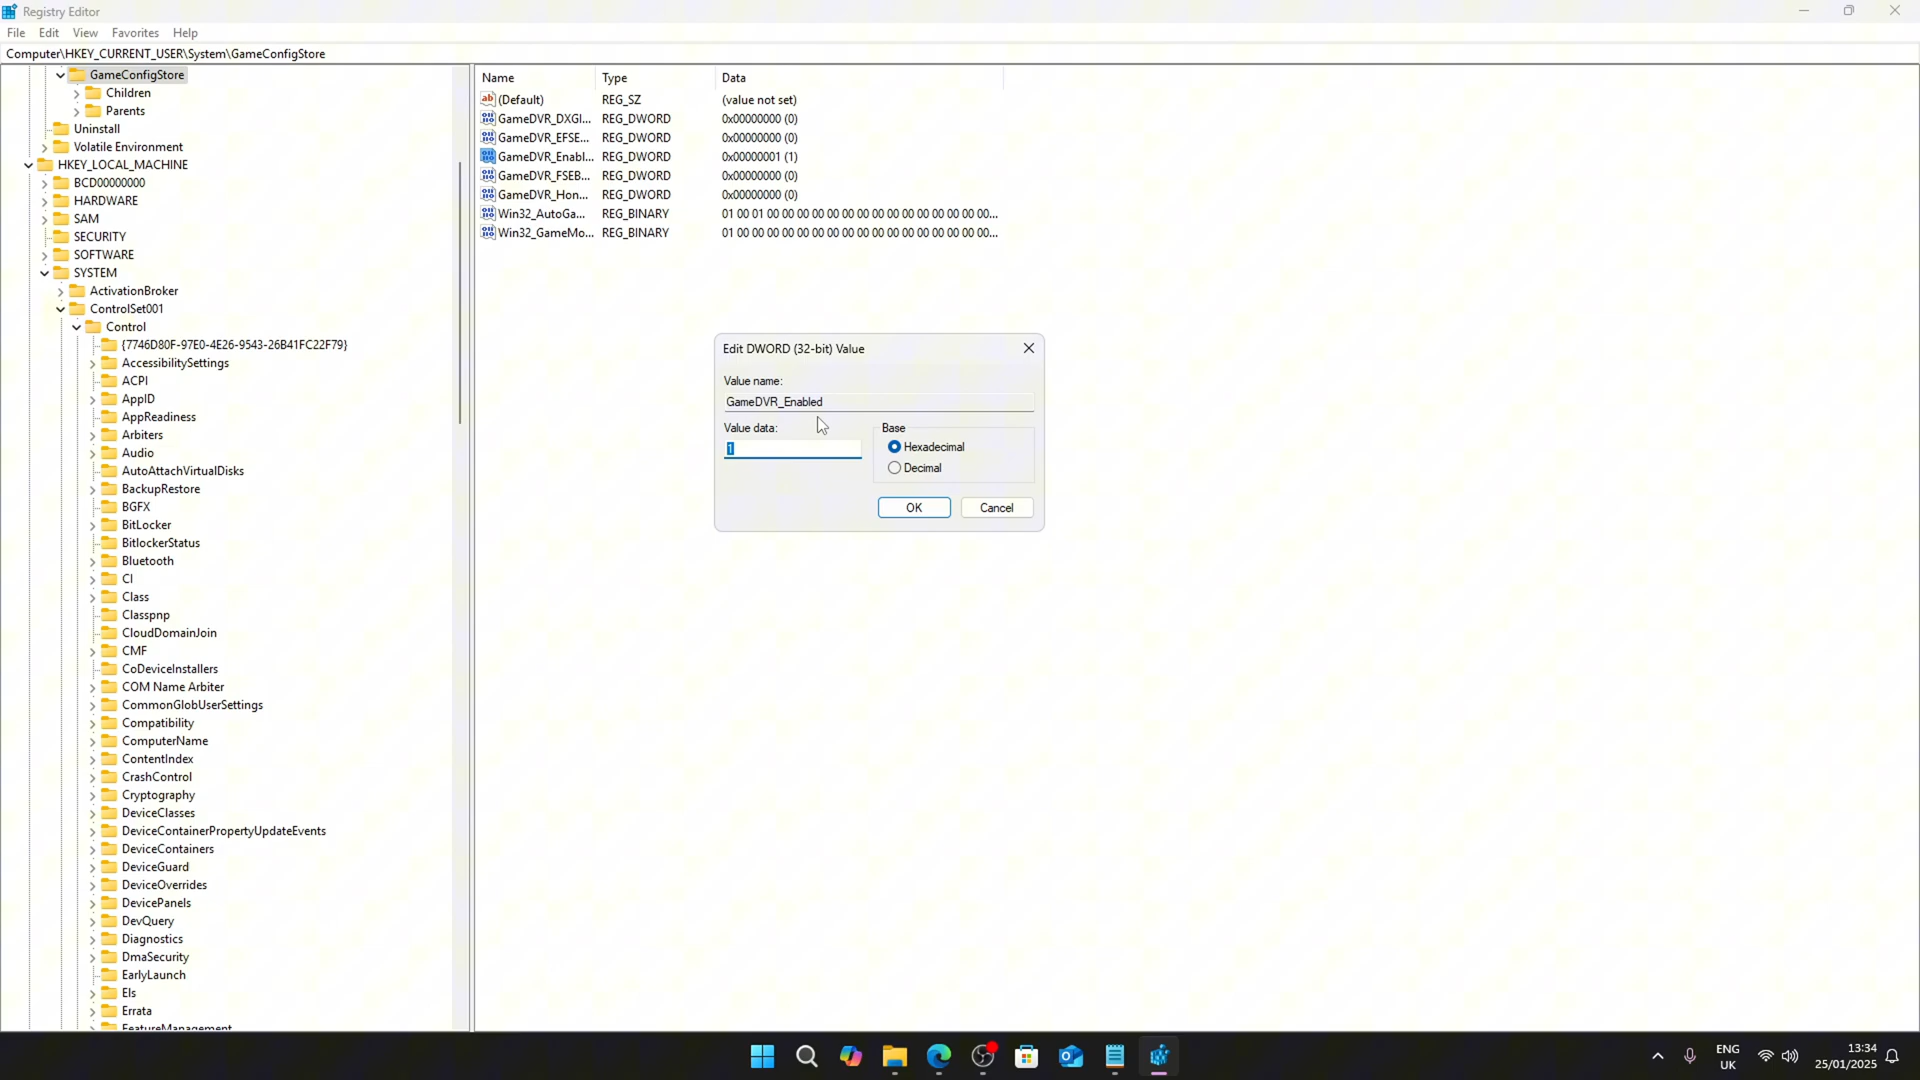 Registry Editor
File Edit View Favorites Help
Computer\HKEY_CURRENT_USER\System\GameConfigStore
GameConfigStore
Children
Parents
Uninstall
Volatile Environment
HKEY_LOCAL_MACHINE
BCD00000000
HARDWARE
SAM
SECURITY
SOFTWARE
SYSTEM
ActivationBroker
ControlSet001
Control
{7746D80F-97E0-4E26-9543-26B41FC22F79}
AccessibilitySettings
ACPI
AppID
AppReadiness
Arbiters
Audio
AutoAttachVirtualDisks
BackupRestore
BGFX
BitLocker
BitlockerStatus
Bluetooth
CI
Class
Classpnp
CloudDomainJoin
CMF
CoDeviceInstallers
COM Name Arbiter
CommonGlobUserSettings
Compatibility
ComputerName
ContentIndex
CrashControl
Cryptography
DeviceClasses
DeviceContainerPropertyUpdateEvents
DeviceContainers
DeviceGuard
DeviceOverrides
DevicePanels
DevQuery
Diagnostics
DmaSecurity
EarlyLaunch
Els
Errata
FeatureManagement
Name Type Data
(Default) REG_SZ (value not set)
GameDVR_DXGI... REG_DWORD 0x00000000 (0)
GameDVR_EFSE... REG_DWORD 0x00000000 (0)
GameDVR_Enabl... REG_DWORD 0x00000001 (1)
GameDVR_FSEB... REG_DWORD 0x00000000 (0)
GameDVR_Hon... REG_DWORD 0x00000000 (0)
Win32_AutoGa... REG_BINARY 01 00 01 00 00 00 00 00 00 00 00 00 00 00 00 00 00 00...
Win32_GameMo... REG_BINARY 01 00 00 00 00 00 00 00 00 00 00 00 00 00 00 00 00 00...
Edit DWORD (32-bit) Value
Value name:
GameDVR_Enabled
Value data:
1
Base
Hexadecimal
Decimal
OK Cancel
ENG
UK
13:34
25/01/2025